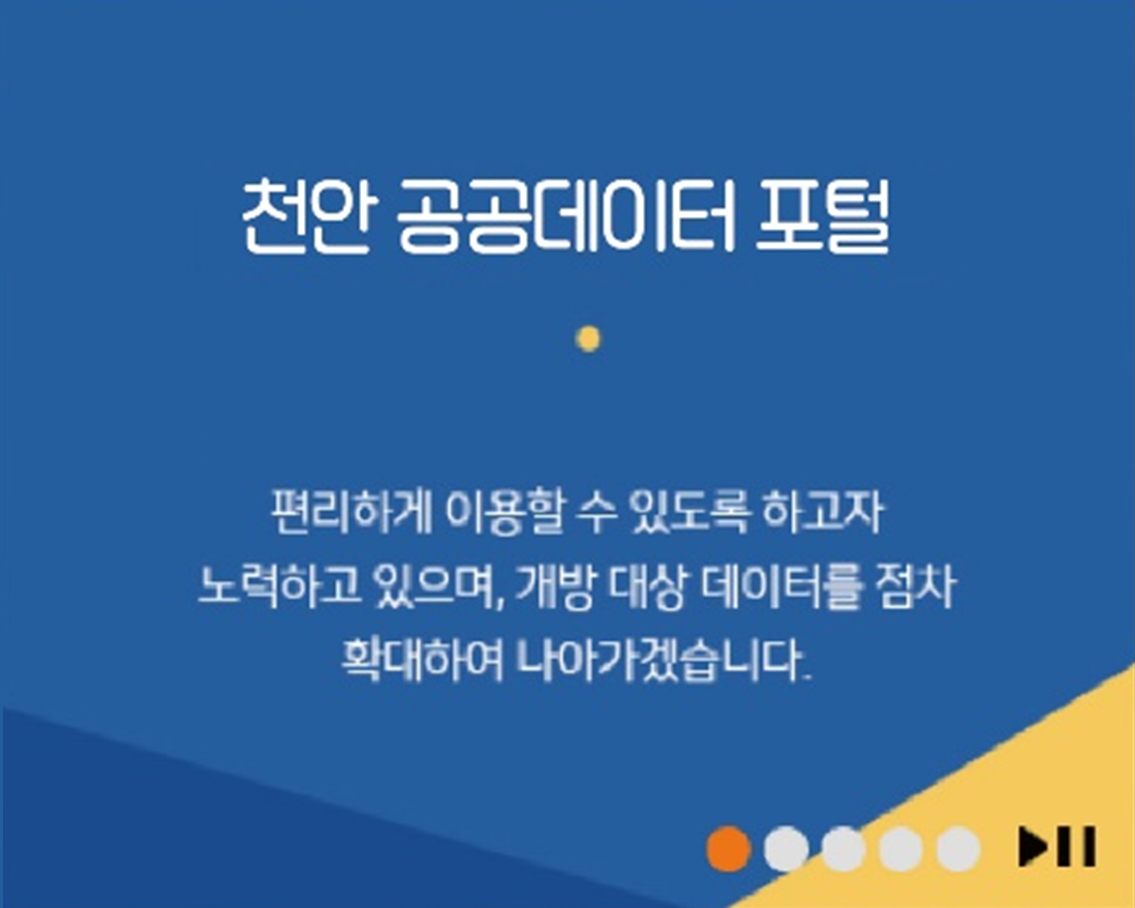 천안 공공데이터 포털
편리하게 이용할 수 있도록 하고자
노력하고 있으며, 개방 대상 데이터를 점차
확대하여 나아가겠습니다.